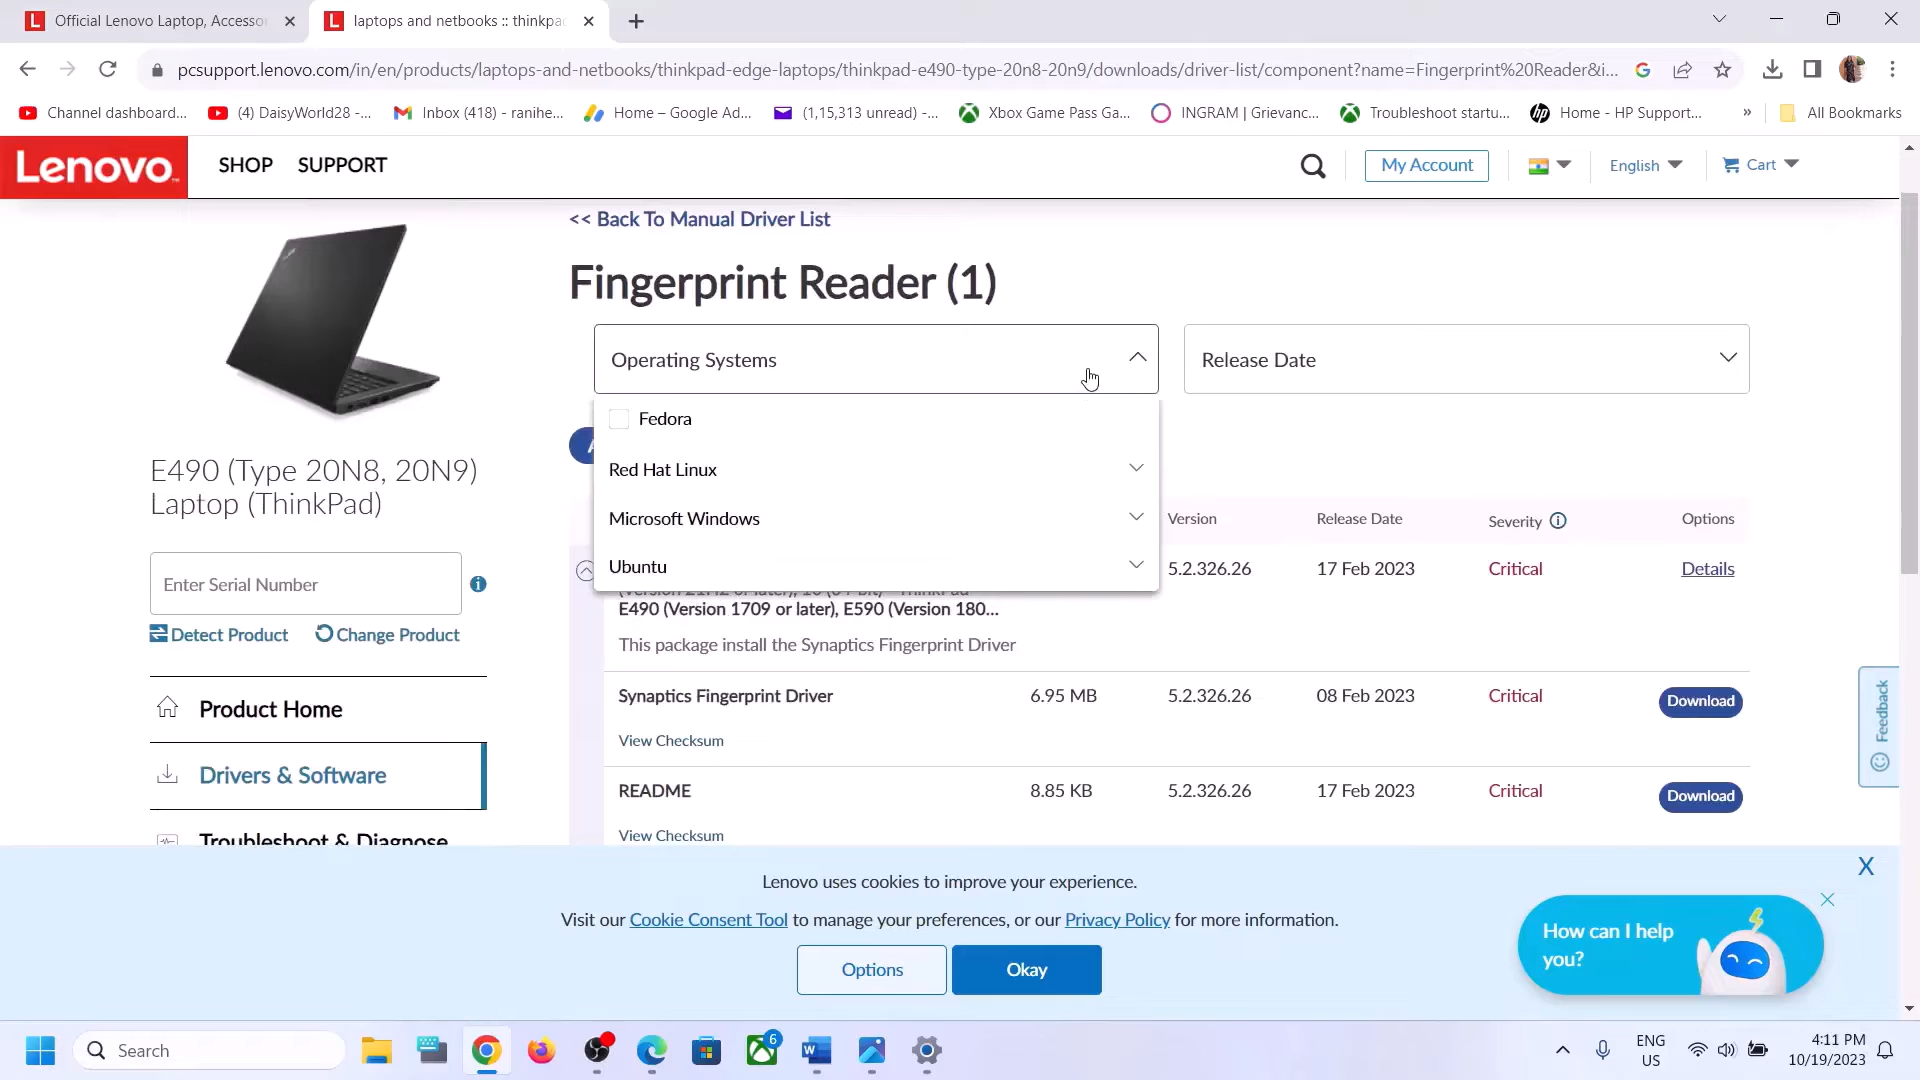 Official Lenovo Laptop, Accesso
laptops and netbooks :: thinkpa
pcsupport.lenovo.com/in/en/products/laptops-and-netbooks/thinkpad-edge-laptops/thinkpad-e490-type-20n8-20n9/downloads/driver-list/component?name=Fingerprint%20Reader&i...
Channel dashboard...
(4) DaisyWorld28 -...
Inbox (418) - ranihe...
Home – Google Ad...
(1,15,313 unread) -...
Xbox Game Pass Ga...
INGRAM | Grievanc...
Troubleshoot startu...
Home - HP Support...
»
All Bookmarks
Lenovo
SHOP
SUPPORT
My Account
English
Cart
<< Back To Manual Driver List
Fingerprint Reader (1)
Operating Systems
Release Date
Fedora
Red Hat Linux
Microsoft Windows
Ubuntu
Version
Release Date
Severity
Options
5.2.326.26
17 Feb 2023
Critical
Details
E490 (Version 1709 or later), E590 (Version 180...
This package install the Synaptics Fingerprint Driver
Synaptics Fingerprint Driver
6.95 MB
5.2.326.26
08 Feb 2023
Critical
Download
View Checksum
README
8.85 KB
5.2.326.26
17 Feb 2023
Critical
Download
View Checksum
E490 (Type 20N8, 20N9)
Laptop (ThinkPad)
Enter Serial Number
Detect Product
Change Product
Product Home
Drivers & Software
Troubleshoot & Diagnose
Feedback
Lenovo uses cookies to improve your experience.
X
Visit our Cookie Consent Tool to manage your preferences, or our Privacy Policy for more information.
Options
Okay
How can I help
you?
Search
6
ENG
US
4:11 PM
10/19/2023